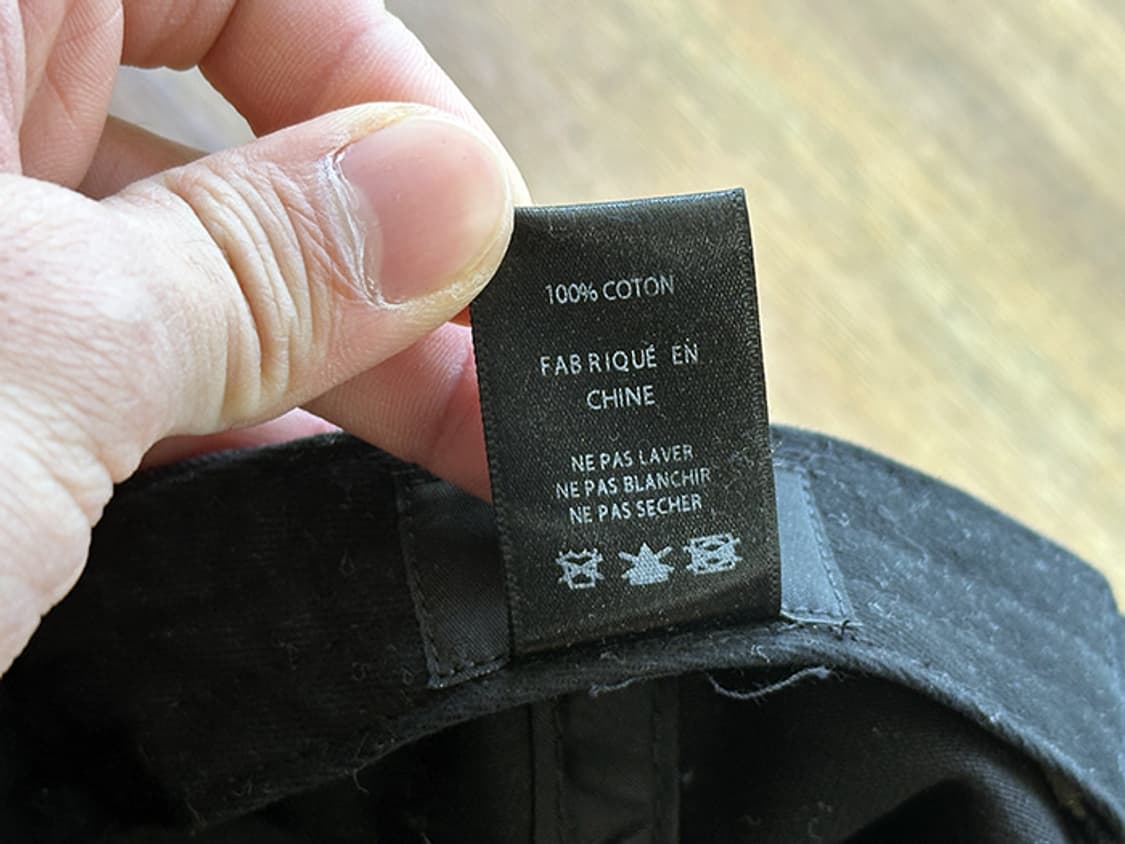 100% COTON
FABRIQUÉ EN
CHINE
NE PAS LAVER
NE PAS BLANCHIR
NE PAS SECHER